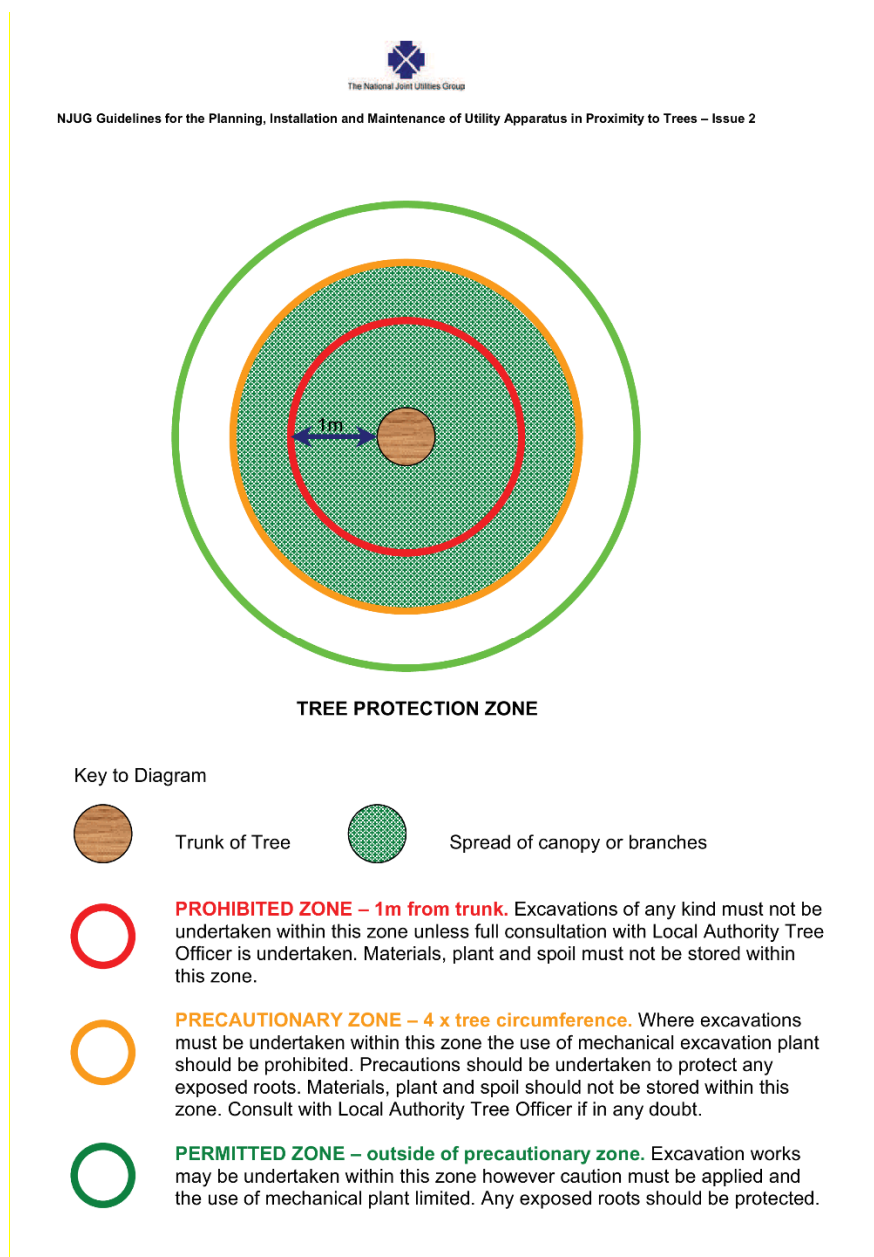 The National Joint Utilities Group
NJUG Guidelines for the Planning, Installation and Maintenance of Utility Apparatus in Proximity to Trees – Issue 2
1m
TREE PROTECTION ZONE
Key to Diagram
Trunk of Tree
Spread of canopy or branches
PROHIBITED ZONE – 1m from trunk. Excavations of any kind must not be
undertaken within this zone unless full consultation with Local Authority Tree
Officer is undertaken. Materials, plant and spoil must not be stored within
this zone.
PRECAUTIONARY ZONE – 4 x tree circumference. Where excavations
must be undertaken within this zone the use of mechanical excavation plant
should be prohibited. Precautions should be undertaken to protect any
exposed roots. Materials, plant and spoil should not be stored within this
zone. Consult with Local Authority Tree Officer if in any doubt.
PERMITTED ZONE – outside of precautionary zone. Excavation works
may be undertaken within this zone however caution must be applied and
the use of mechanical plant limited. Any exposed roots should be protected.